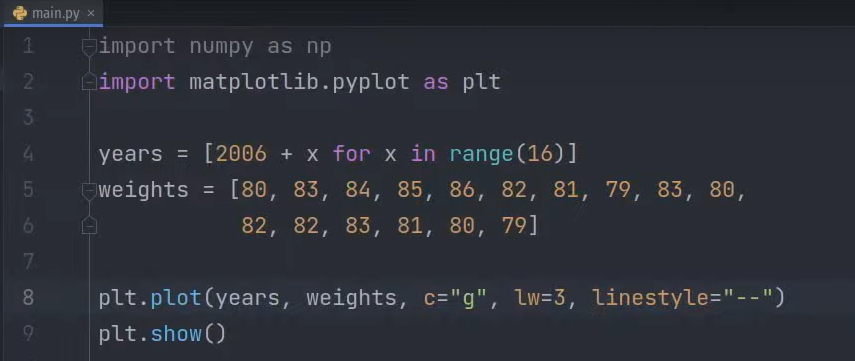 main.py ×
1 import numpy as np
2 import matplotlib.pyplot as plt
3
4 years = [2006 + x for x in range(16)]
5 weights = [80, 83, 84, 85, 86, 82, 81, 79, 83, 80,
6            82, 82, 83, 81, 80, 79]
7
8 plt.plot(years, weights, c="g", lw=3, linestyle="--")
9 plt.show()